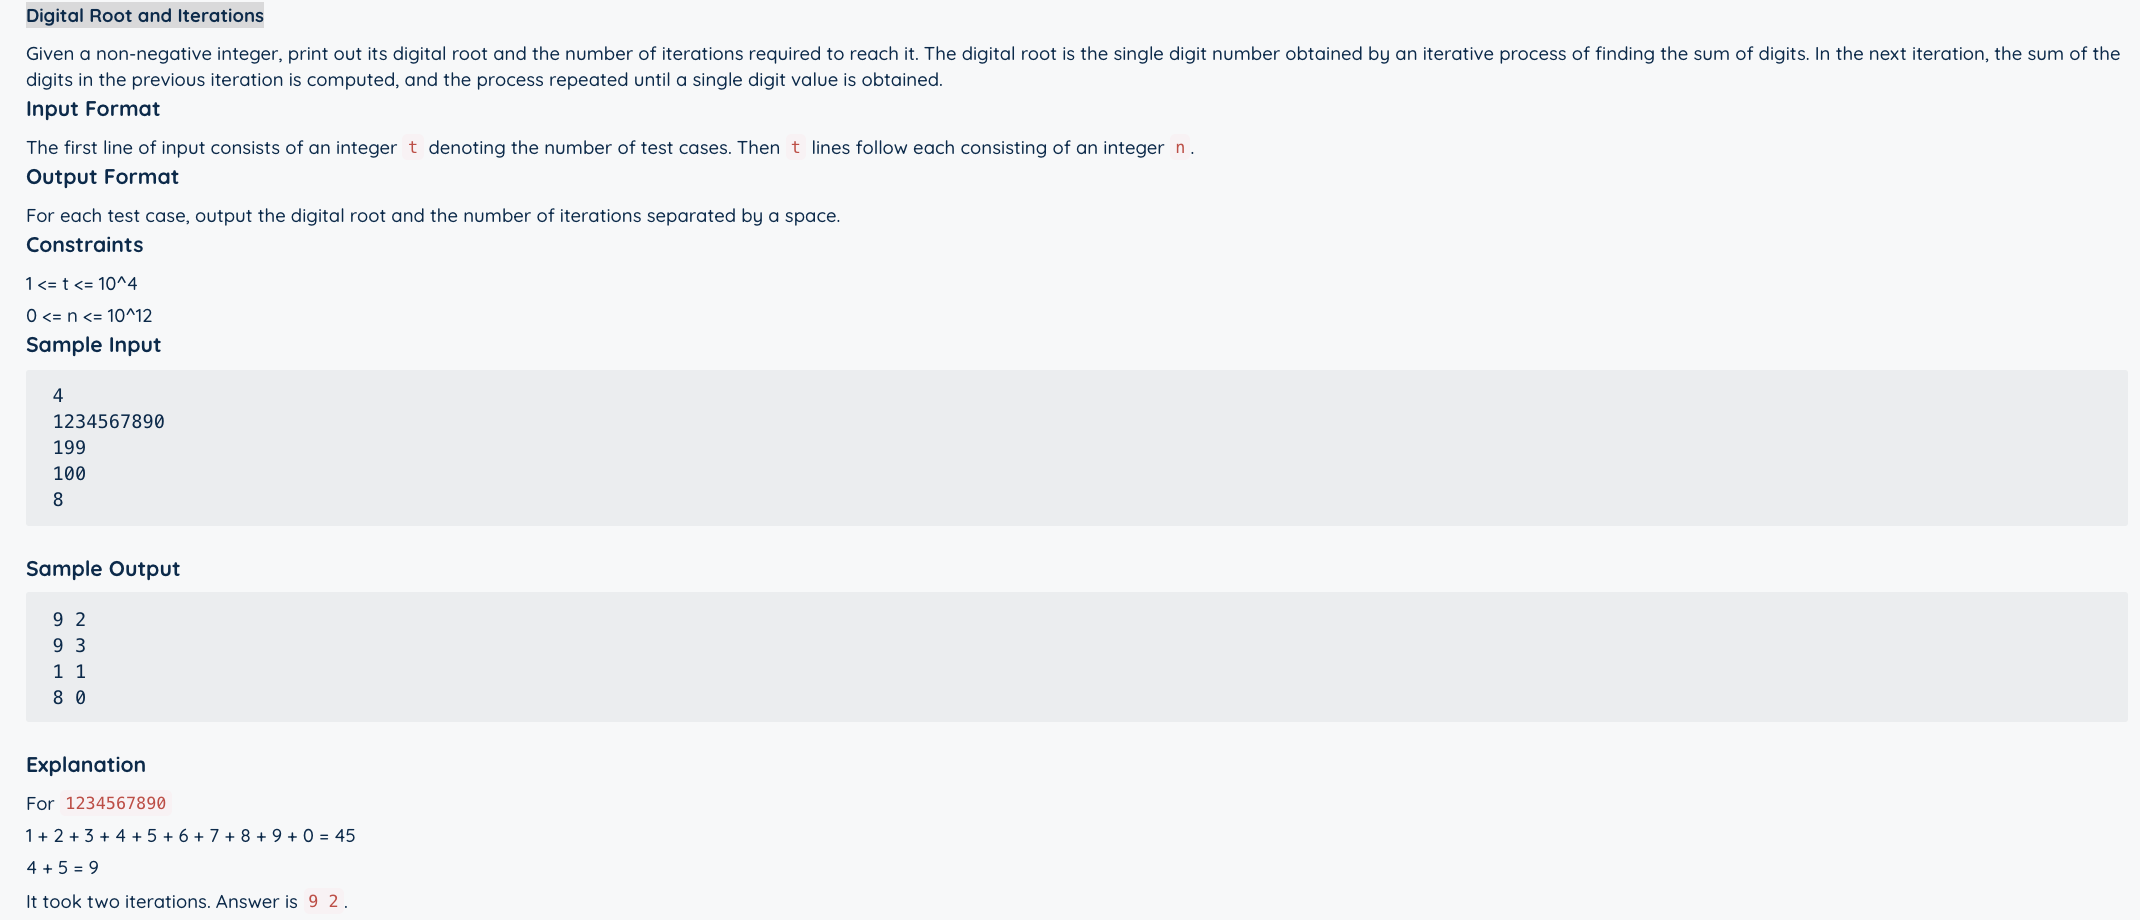 Digital Root and Iterations
Given a non-negative integer, print out its digital root and the number of iterations required to reach it. The digital root is the single digit number obtained by an iterative process of finding the sum of digits. In the next iteration, the sum of the
digits in the previous iteration is computed, and the process repeated until a single digit value is obtained.
Input Format
The first line of input consists of an integer t denoting the number of test cases. Then t lines follow each consisting of an integer n.
Output Format
For each test case, output the digital root and the number of iterations separated by a space.
Constraints
1 <= t <= 10^4
0 <= n <= 10^12
Sample Input
4
1234567890
199
100
8
Sample Output
9 2
9 3
1 1
8 0
Explanation
For 1234567890
1 + 2 + 3 + 4 + 5 + 6 + 7 + 8 + 9 + 0 = 45
4 + 5 = 9
It took two iterations. Answer is 9 2.